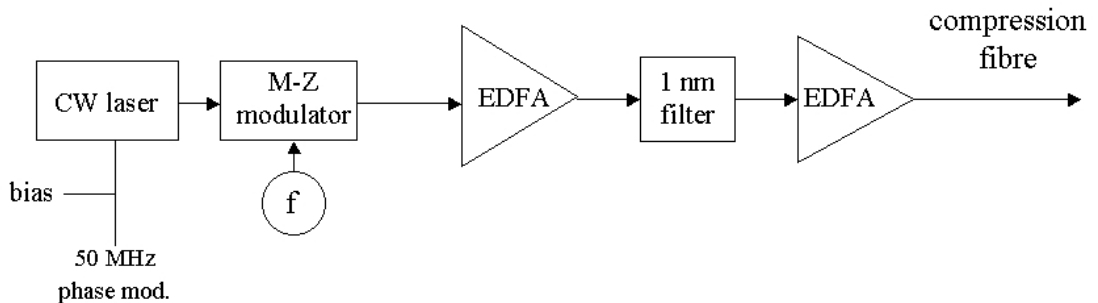 compression
fibre
CW laser
M-Z
modulator
EDFA
1 nm
filter
EDFA
bias
f
50 MHz
phase mod.